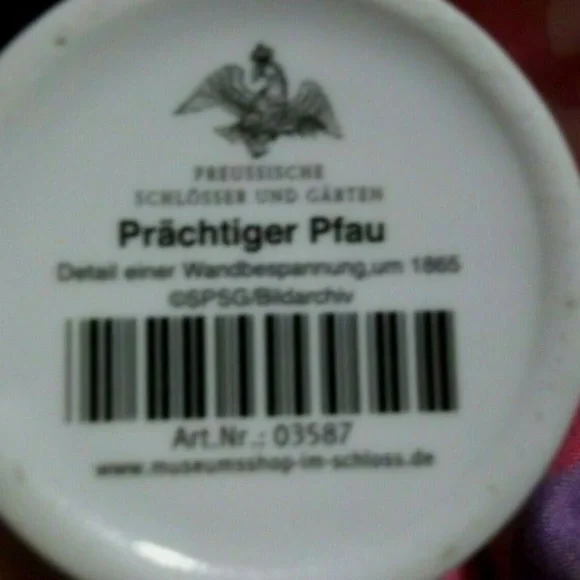 PREUSSISCHE
SCHLÖSSER UND GÄRTEN
Prächtiger Pfau
Detail einer Wandbespannung,um 1865
©SPSG/Bildarchiv
Art.Nr.: 03587
www.museumsshop-im-schloss.de